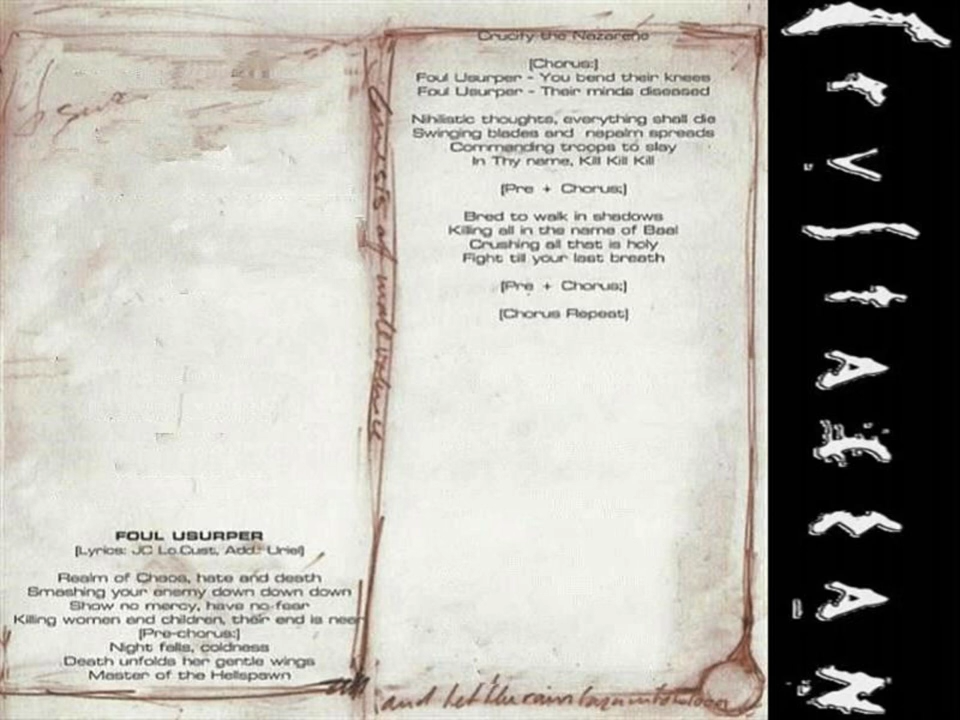 FOUL USURPER
(Lyrics: JC Lo.Cust, Add.: Uriel)
Realm of Chaos, hate and death
Smashing your enemy down down down
Show no mercy, have no fear
Killing women and children, their end is near
(Pre-chorus:)
Night falls, coldness
Death unfolds her gentle wings
Master of the Hellspawn
Crucify the Nazarene
(Chorus:)
Foul Usurper - You bend their knees
Foul Usurper - Their minds diseased
Nihilistic thoughts, everything shall die
Swinging blades and napalm spreads
Commanding troops to slay
In Thy name, Kill Kill Kill
(Pre + Chorus:)
Bred to walk in shadows
Killing all in the name of Baal
Crushing all that is holy
Fight till your last breath
(Pre + Chorus:)
(Chorus Repeat)
and let the rain